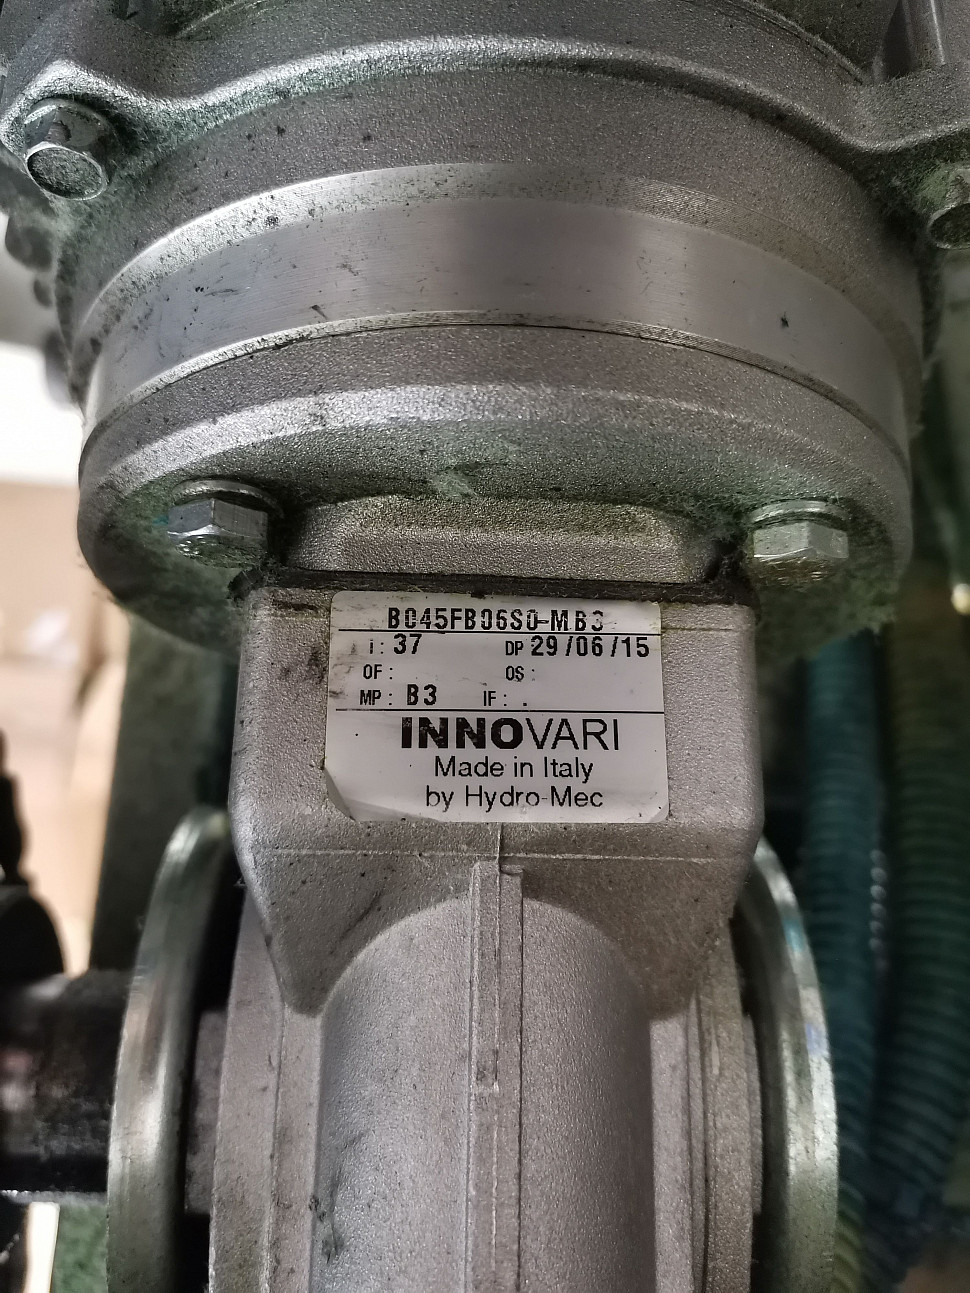 B045FB06S0-MB3
i: 37 DP 29/06/15
OF: OS:
MP: B3 IF: .
INNOVARI
Made in Italy
by Hydro-Mec